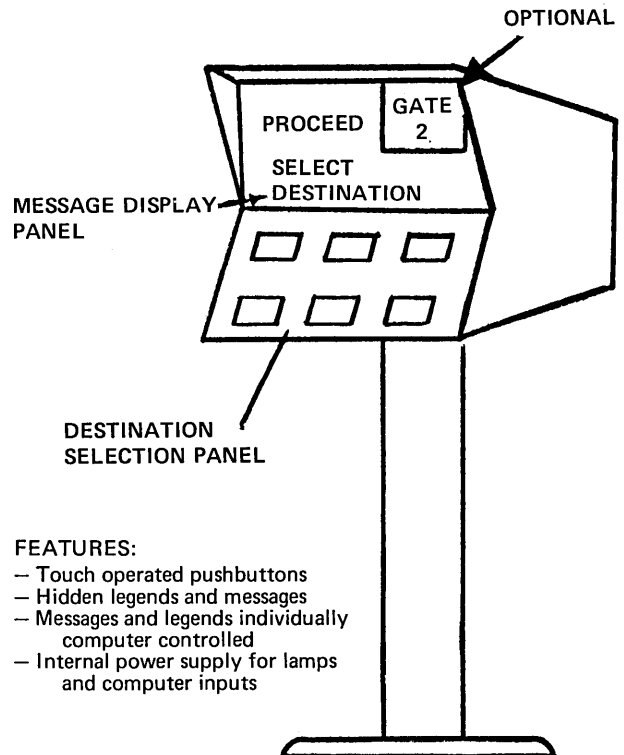 OPTIONAL
PROCEED
GATE
2
SELECT
DESTINATION
MESSAGE DISPLAY
PANEL
DESTINATION
SELECTION PANEL
FEATURES:
— Touch operated pushbuttons
— Hidden legends and messages
— Messages and legends individually
computer controlled
— Internal power supply for lamps
and computer inputs